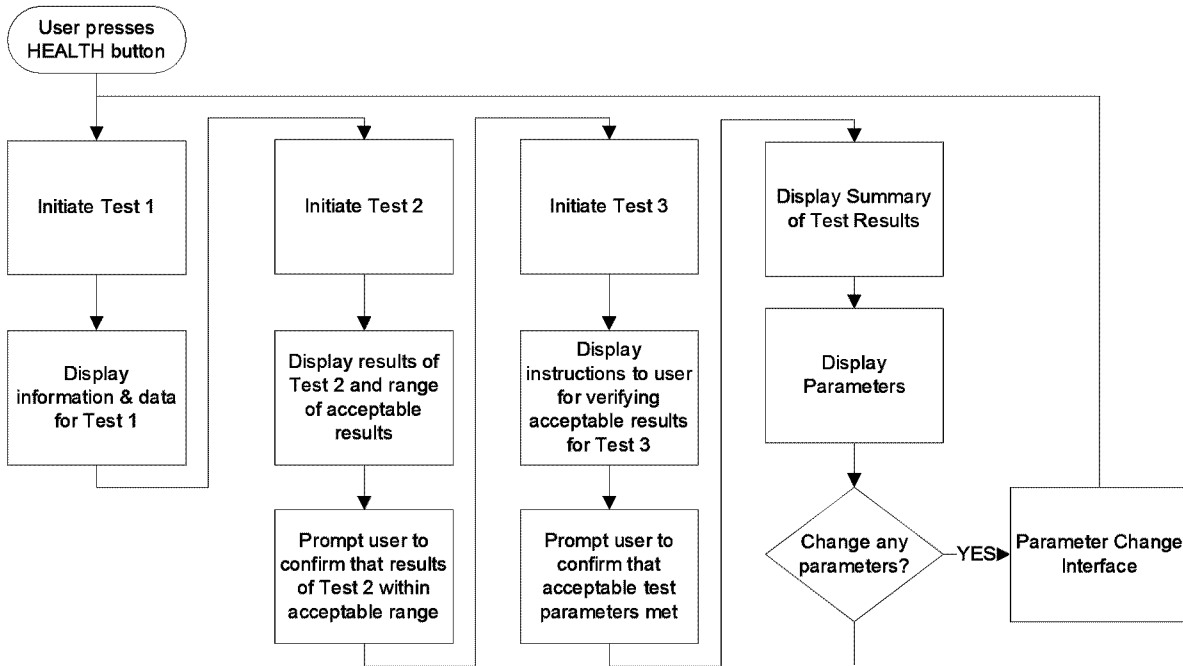 User presses
HEALTH button
Initiate Test 1
Display
information & data
for Test 1
Initiate Test 2
Display results of
Test 2 and range
of acceptable
results
Prompt user to
confirm that results
of Test 2 within
acceptable range
Initiate Test 3
Display
instructions to user
for verifying
acceptable results
for Test 3
Prompt user to
confirm that
acceptable test
parameters met
Display Summary
of Test Results
Display
Parameters
Change any
parameters?
YES
Parameter Change
Interface